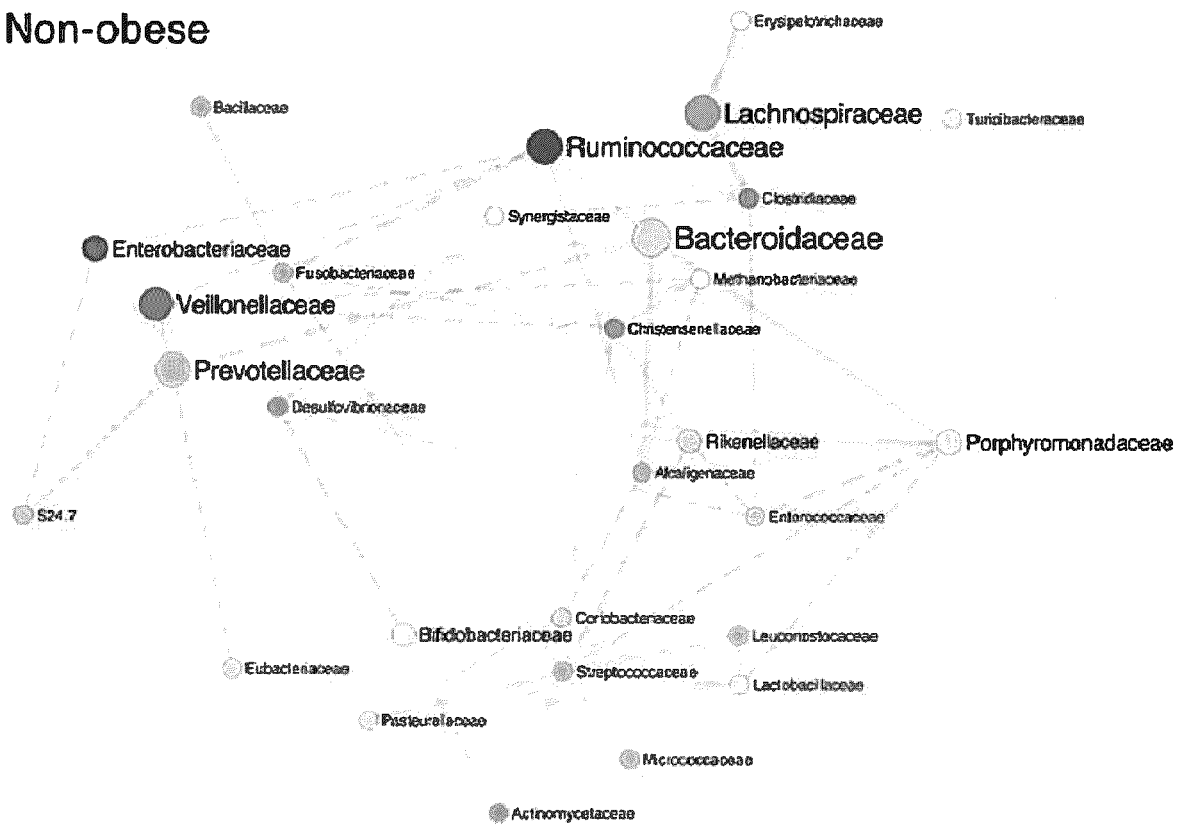 Non-obese
Erysipelotrichaceae
Bacillaceae
Lachnospiraceae
Turicibacteraceae
Ruminococcaceae
Clostridiaceae
Synergistaceae
Bacteroidaceae
Enterobacteriaceae
Fusobacteriaceae
Methanobacteriaceae
Veillonellaceae
Christensenellaceae
Prevotellaceae
Desulfovibrionaceae
Rikenellaceae
Porphyromonadaceae
Alcaligenaceae
S24.7
Enterococcaceae
Coriobacteriaceae
Bifidobacteriaceae
Leuconostocaceae
Eubacteriaceae
Streptococcaceae
Lactobacillaceae
Pasteurellaceae
Micrococcaceae
Actinomycetaceae